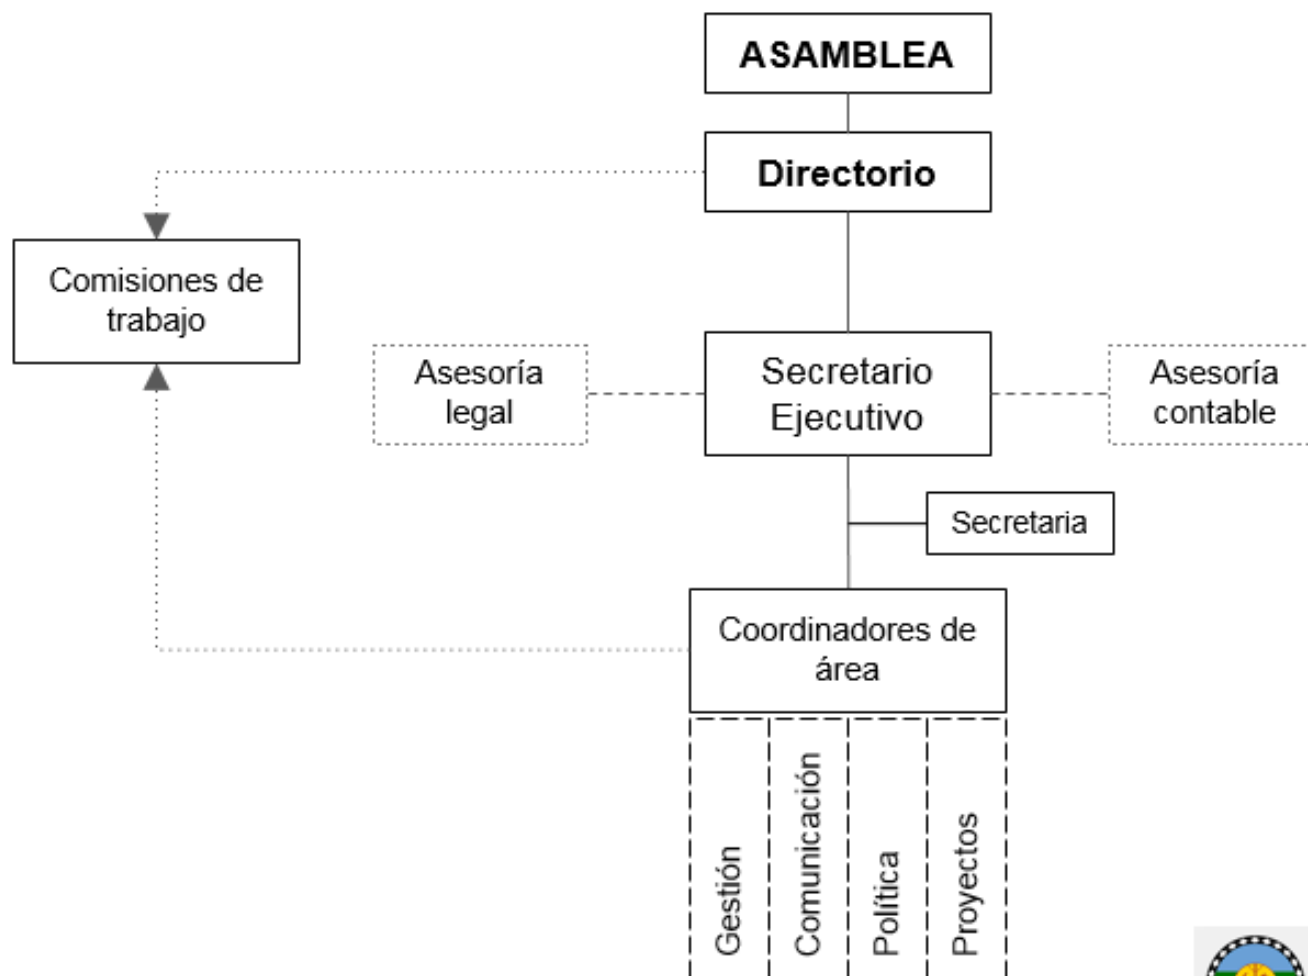 ASAMBLEA
Directorio
Comisiones de
trabajo
Asesoría
legal
Secretario
Ejecutivo
Asesoría
contable
Secretaria
Coordinadores de
área
Gestión
Comunicación
Política
Proyectos